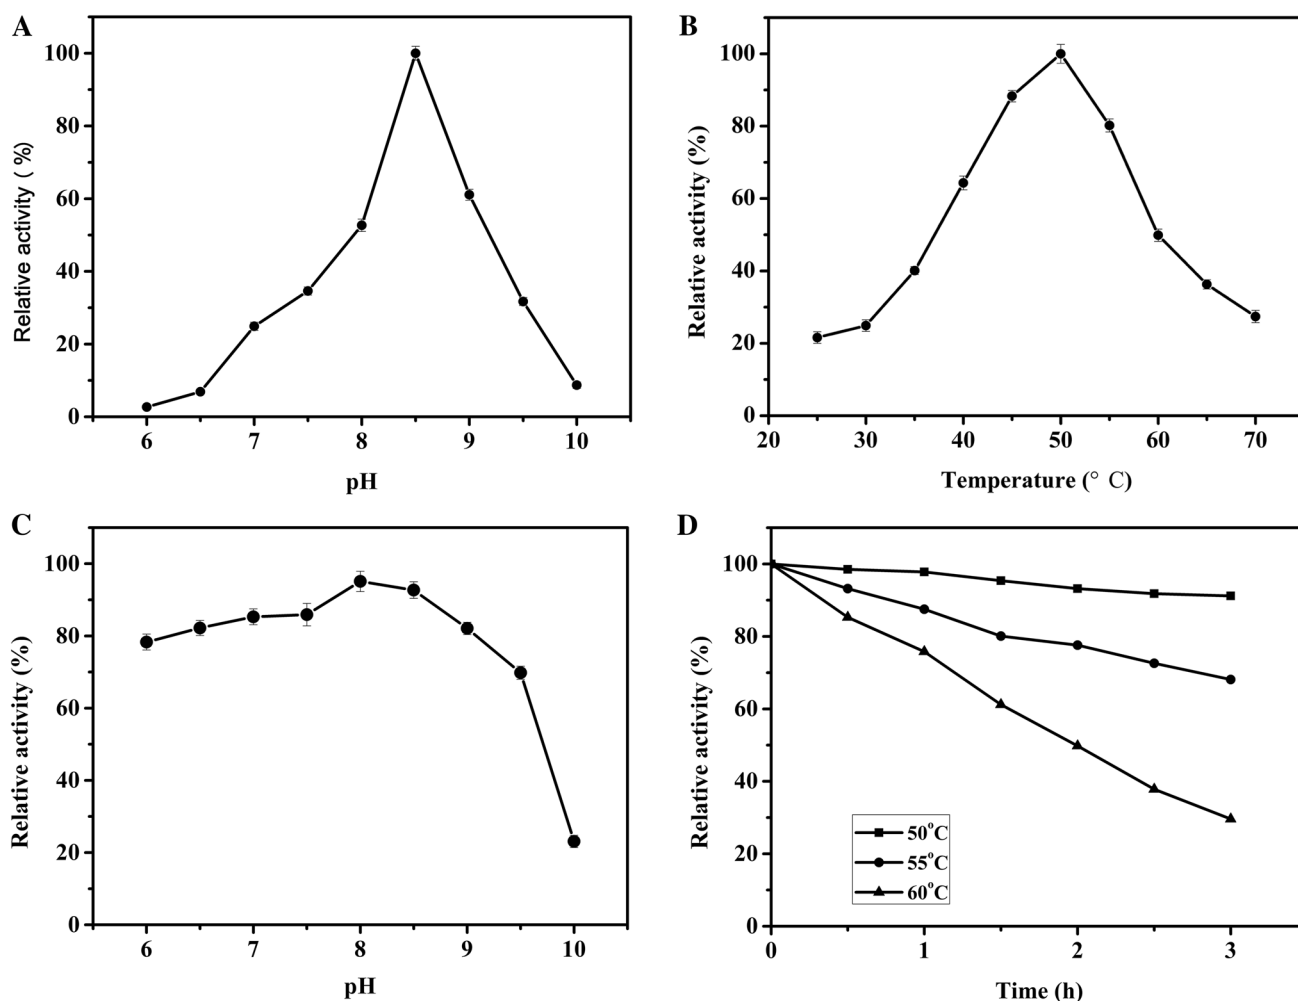 A
Relative activity ( %)
100
80
60
40
20
0
6 7 8 9 10
pH
B
Relative activity (%)
100
80
60
40
20
0
20 30 40 50 60 70
Temperature (° C)
C
Relative activity (%)
100
80
60
40
20
0
6 7 8 9 10
pH
D
Relative activity (%)
100
80
60
40
20
0
50°C
55°C
60°C
0 1 2 3
Time (h)